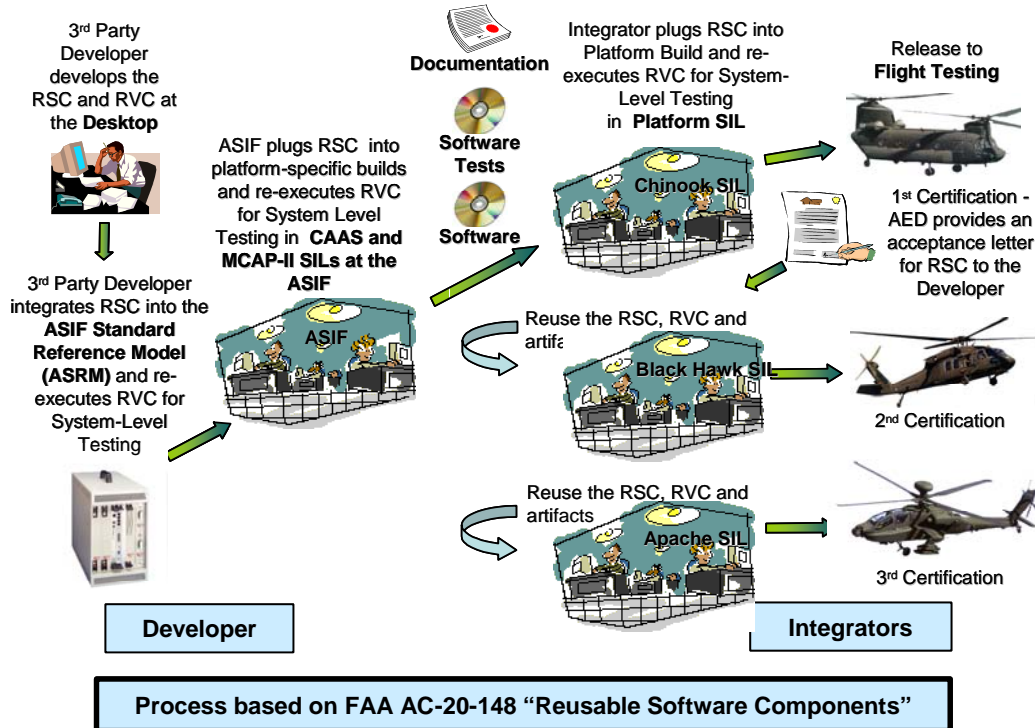 3rd Party
Developer
develops the
RSC and RVC at
the Desktop
3rd Party Developer
integrates RSC into the
ASIF Standard
Reference Model
(ASRM) and re-
executes RVC for
System-Level
Testing
ASIF plugs RSC into
platform-specific builds
and re-executes RVC
for System Level
Testing in CAAS and
MCAP-II SILs at the
ASIF
ASIF
Documentation
Software
Tests
Software
Integrator plugs RSC into
Platform Build and re-
executes RVC for System-
Level Testing
in Platform SIL
Chinook SIL
Release to
Flight Testing
1st Certification -
AED provides an
acceptance letter
for RSC to the
Developer
Reuse the RSC, RVC and
artifa
Black Hawk SIL
2nd Certification
Reuse the RSC, RVC and
artifacts
Apache SIL
3rd Certification
Developer
Integrators
Process based on FAA AC-20-148 “Reusable Software Components”